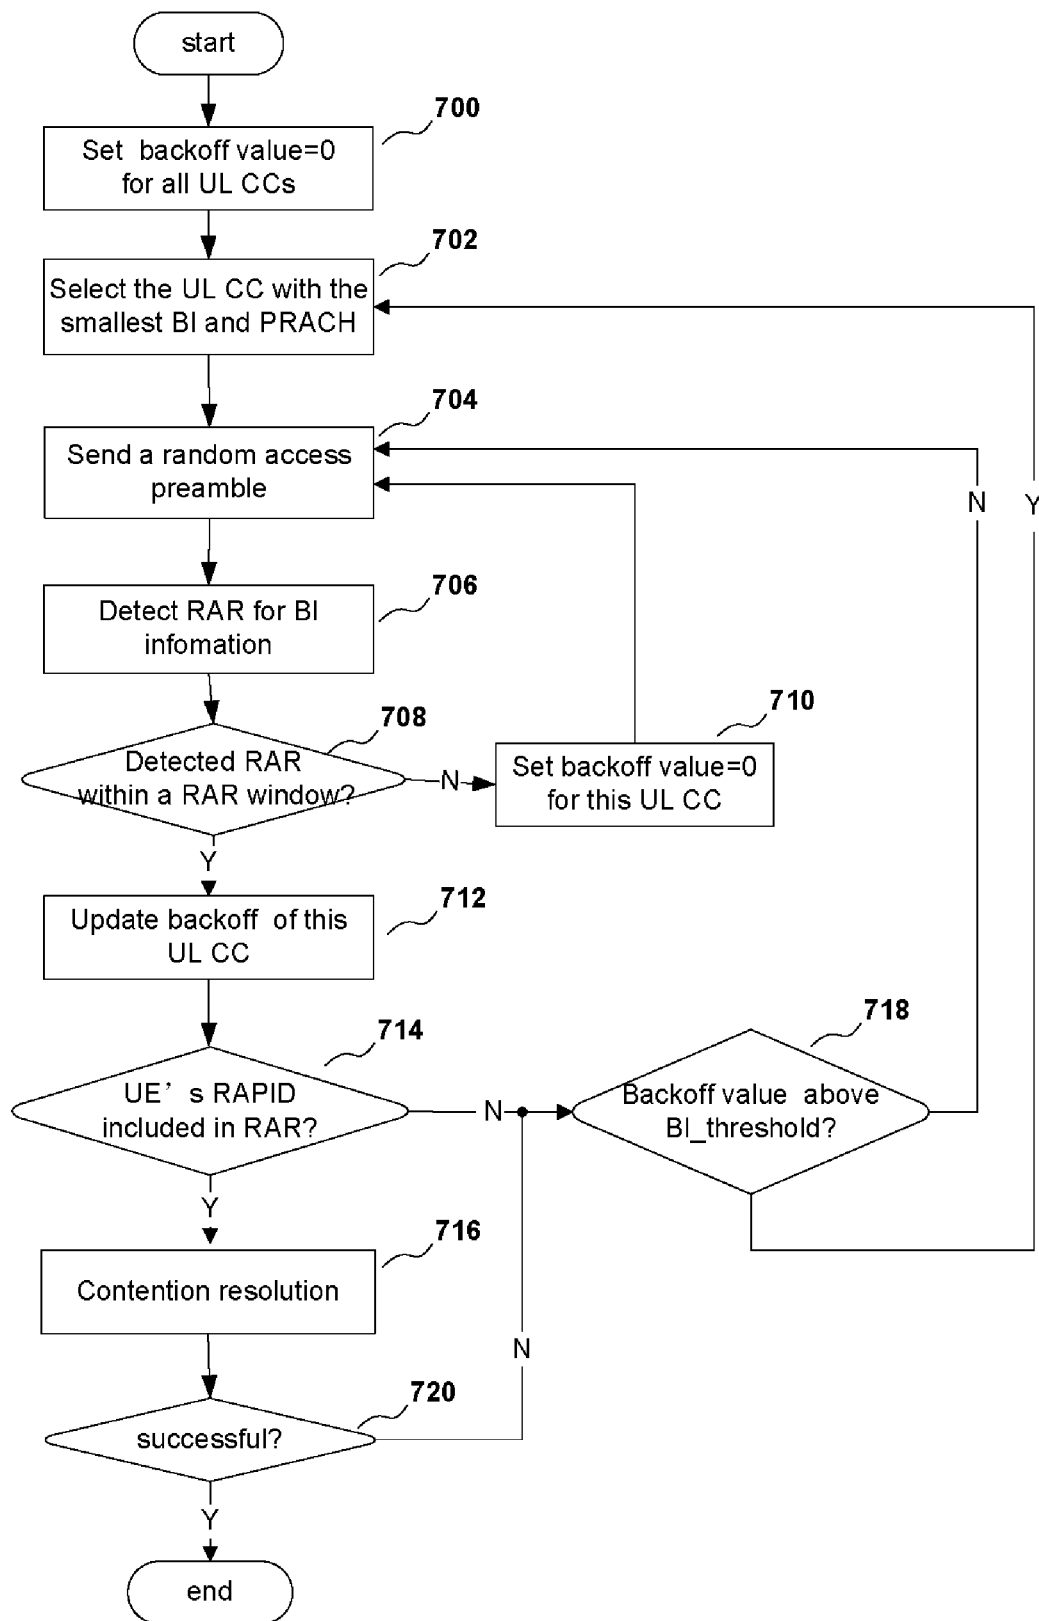 start
700
Set backoff value=0
for all UL CCs
702
Select the UL CC with the
smallest BI and PRACH
704
Send a random access
preamble
N
Y
706
Detect RAR for BI
infomation
708
Detected RAR
within a RAR window?
N
710
Set backoff value=0
for this UL CC
Y
712
Update backoff of this
UL CC
714
UE’s RAPID
included in RAR?
N
718
Backoff value above
BI_threshold?
Y
716
Contention resolution
N
720
successful?
Y
end